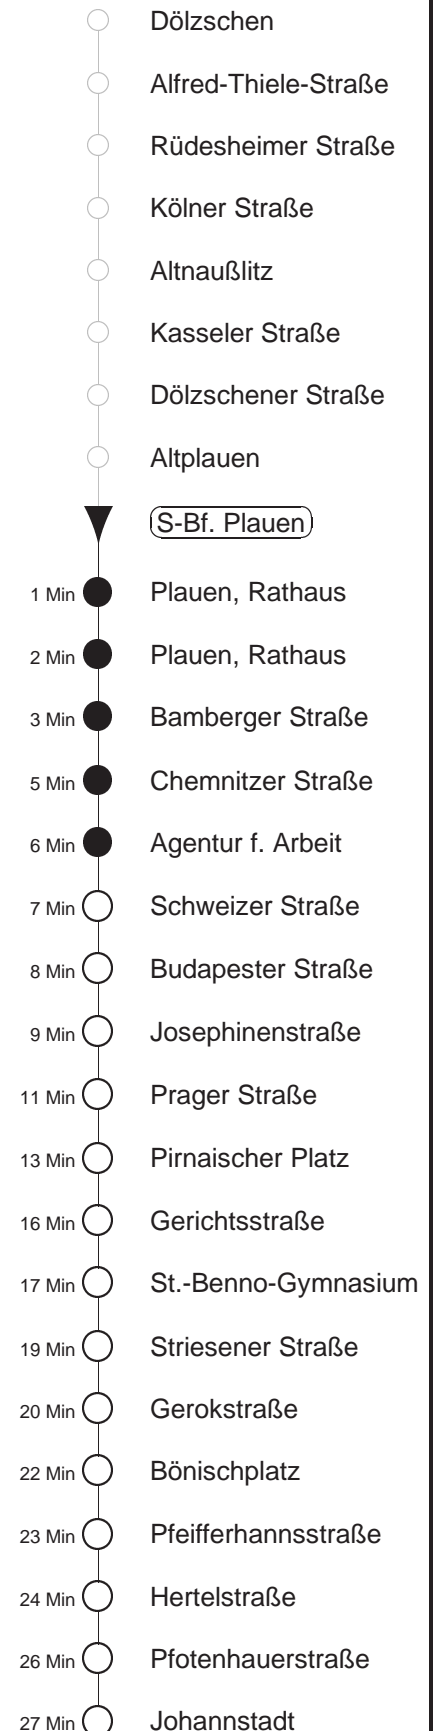 Dölzschen
Alfred-Thiele-Straße
Rüdesheimer Straße
Kölner Straße
Altnaußlitz
Kasseler Straße
Dölzschener Straße
Altplauen
S-Bf. Plauen
1 Min Plauen, Rathaus
2 Min Plauen, Rathaus
3 Min Bamberger Straße
5 Min Chemnitzer Straße
6 Min Agentur f. Arbeit
7 Min Schweizer Straße
8 Min Budapester Straße
9 Min Josephinenstraße
11 Min Prager Straße
13 Min Pirnaischer Platz
16 Min Gerichtsstraße
17 Min St.-Benno-Gymnasium
19 Min Striesener Straße
20 Min Gerokstraße
22 Min Bönischplatz
23 Min Pfeifferhannsstraße
24 Min Hertelstraße
26 Min Pfotenhauerstraße
27 Min Johannstadt